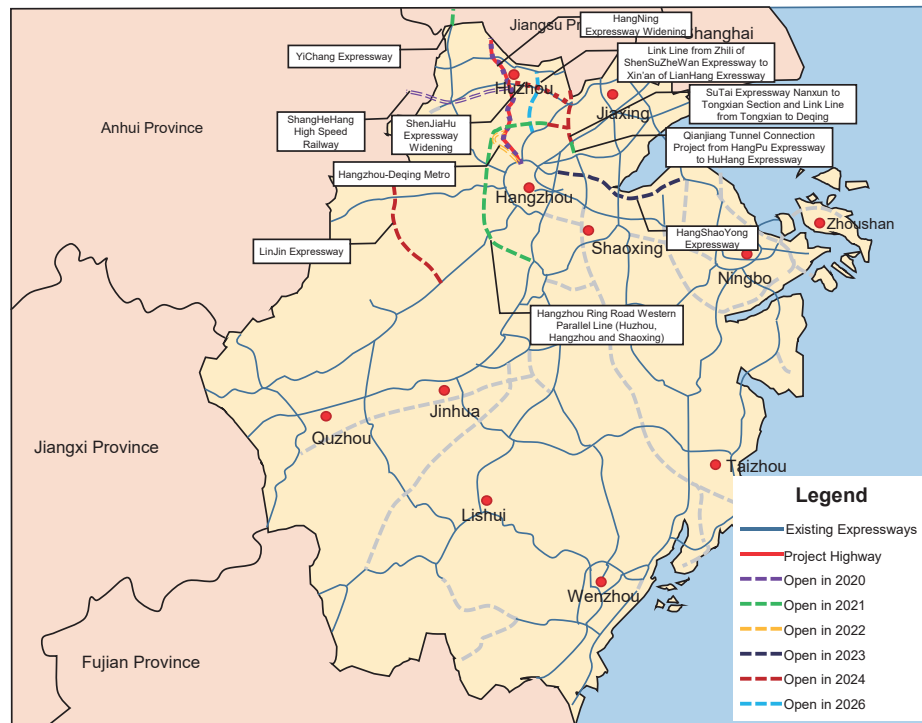 Jiangsu Pr
HangNing
Expressway Widening
Shanghai
YiChang Expressway
Link Line from Zhili of
ShenSuZheWan Expressway to
Xin'an of LianHang Exressway
Huzhou
SuTai Expressway Nanxun to
Tongxian Section and Link Line
from Tongxian to Deqing
Jiaxing
Anhui Province
ShangHeHang
High Speed
Railway
ShenJiaHu
Expressway
Widening
Qianjiang Tunnel Connection
Project from HangPu Expressway
to HuHang Expressway
Hangzhou-Deqing Metro
Hangzhou
LinJin Expressway
Shaoxing
HangShaoYong
Expressway
Zhoushan
Ningbo
Hangzhou Ring Road Western
Parallel Line (Huzhou,
Hangzhou and Shaoxing)
Jinhua
Quzhou
Jiangxi Province
Taizhou
Lishui
Wenzhou
Fujian Province
Legend
Existing Expressways
Project Highway
Open in 2020
Open in 2021
Open in 2022
Open in 2023
Open in 2024
Open in 2026